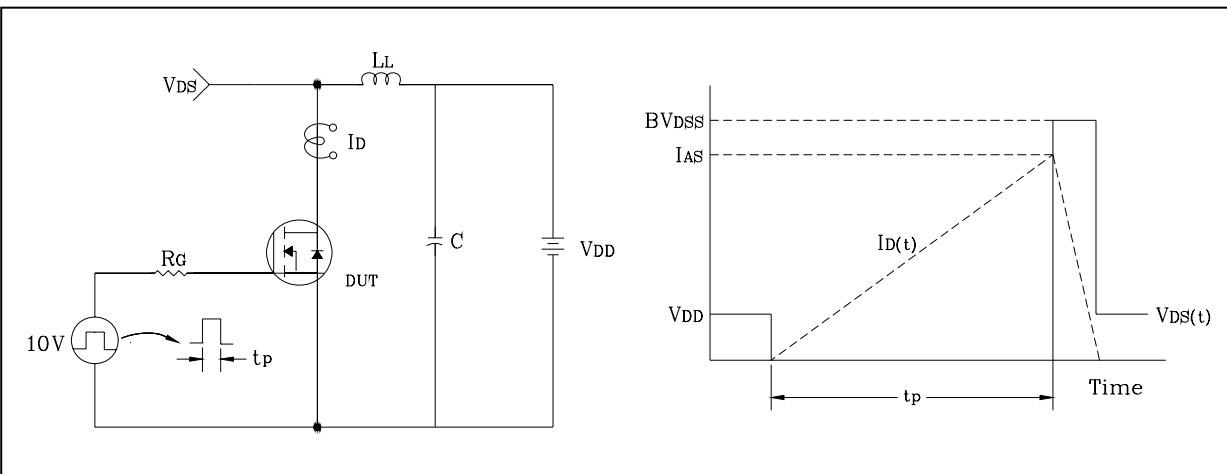 LL
VDS
ID
RG
DUT
C
VDD
10V
tp
BVDSS
IAS
ID(t)
VDD
VDS(t)
Time
tp